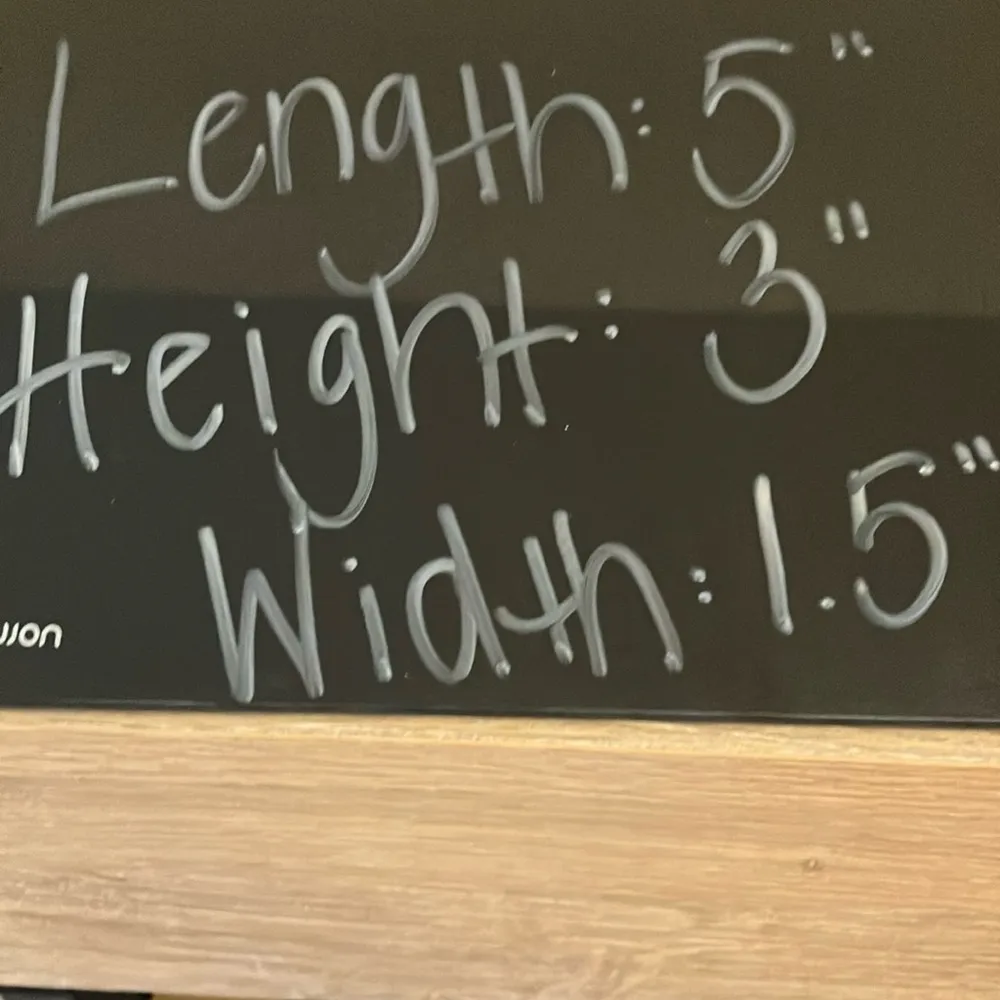 Length: 5"
Height: 3"
Width: 1.5"